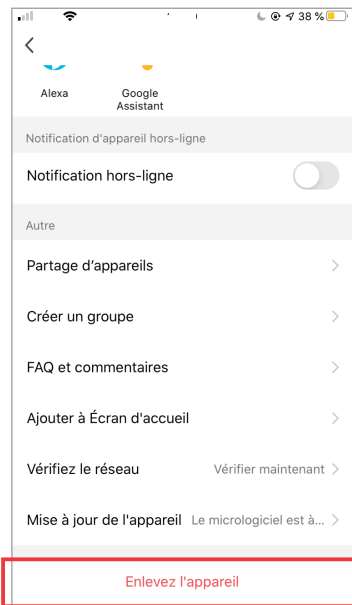 38 %
Alexa
Google
Assistant
Notification d'appareil hors-ligne
Notification hors-ligne
Autre
Partage d’appareils
Créer un groupe
FAQ et commentaires
Ajouter à Écran d'accueil
Vérifiez le réseau Vérifier maintenant
Mise à jour de l'appareil Le micrologiciel est à...
Enlevez l'appareil